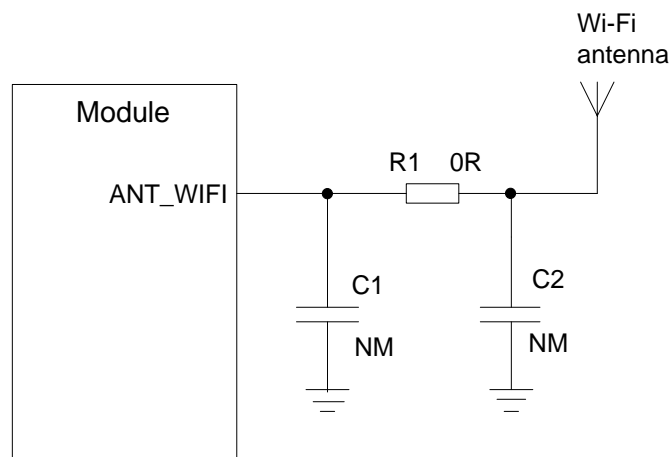 Wi-Fi
antenna
Module
R1 0R
ANT_WIFI
C1
C2
NM
NM